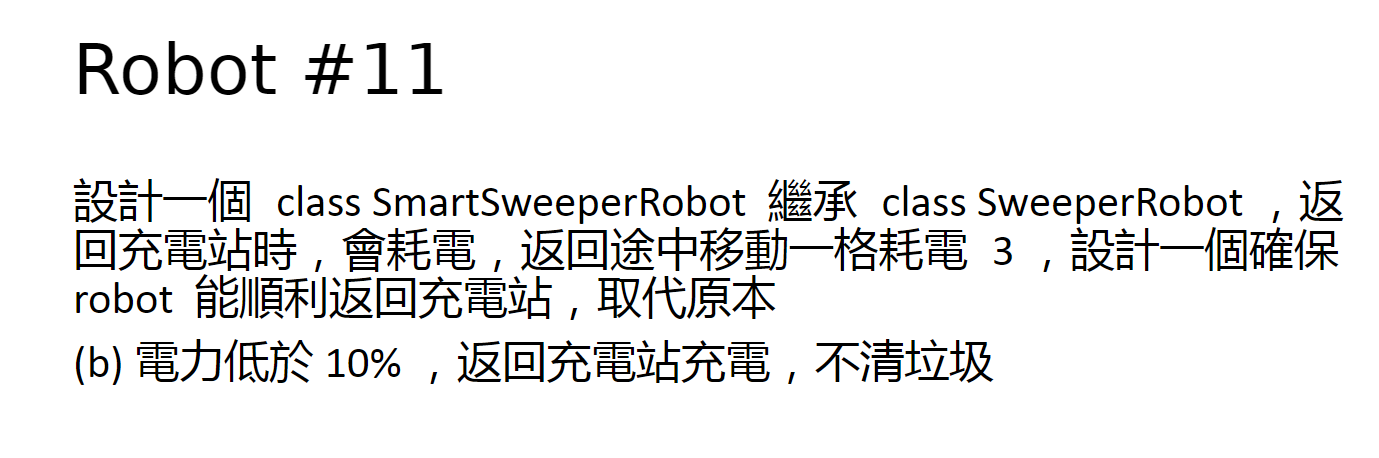 Robot #11
設計一個 class SmartSweeperRobot 繼承 class SweeperRobot ，返
回充電站時，會耗電，返回途中移動一格耗電 3 ，設計一個確保
robot 能順利返回充電站，取代原本
(b) 電力低於 10% ，返回充電站充電，不清垃圾